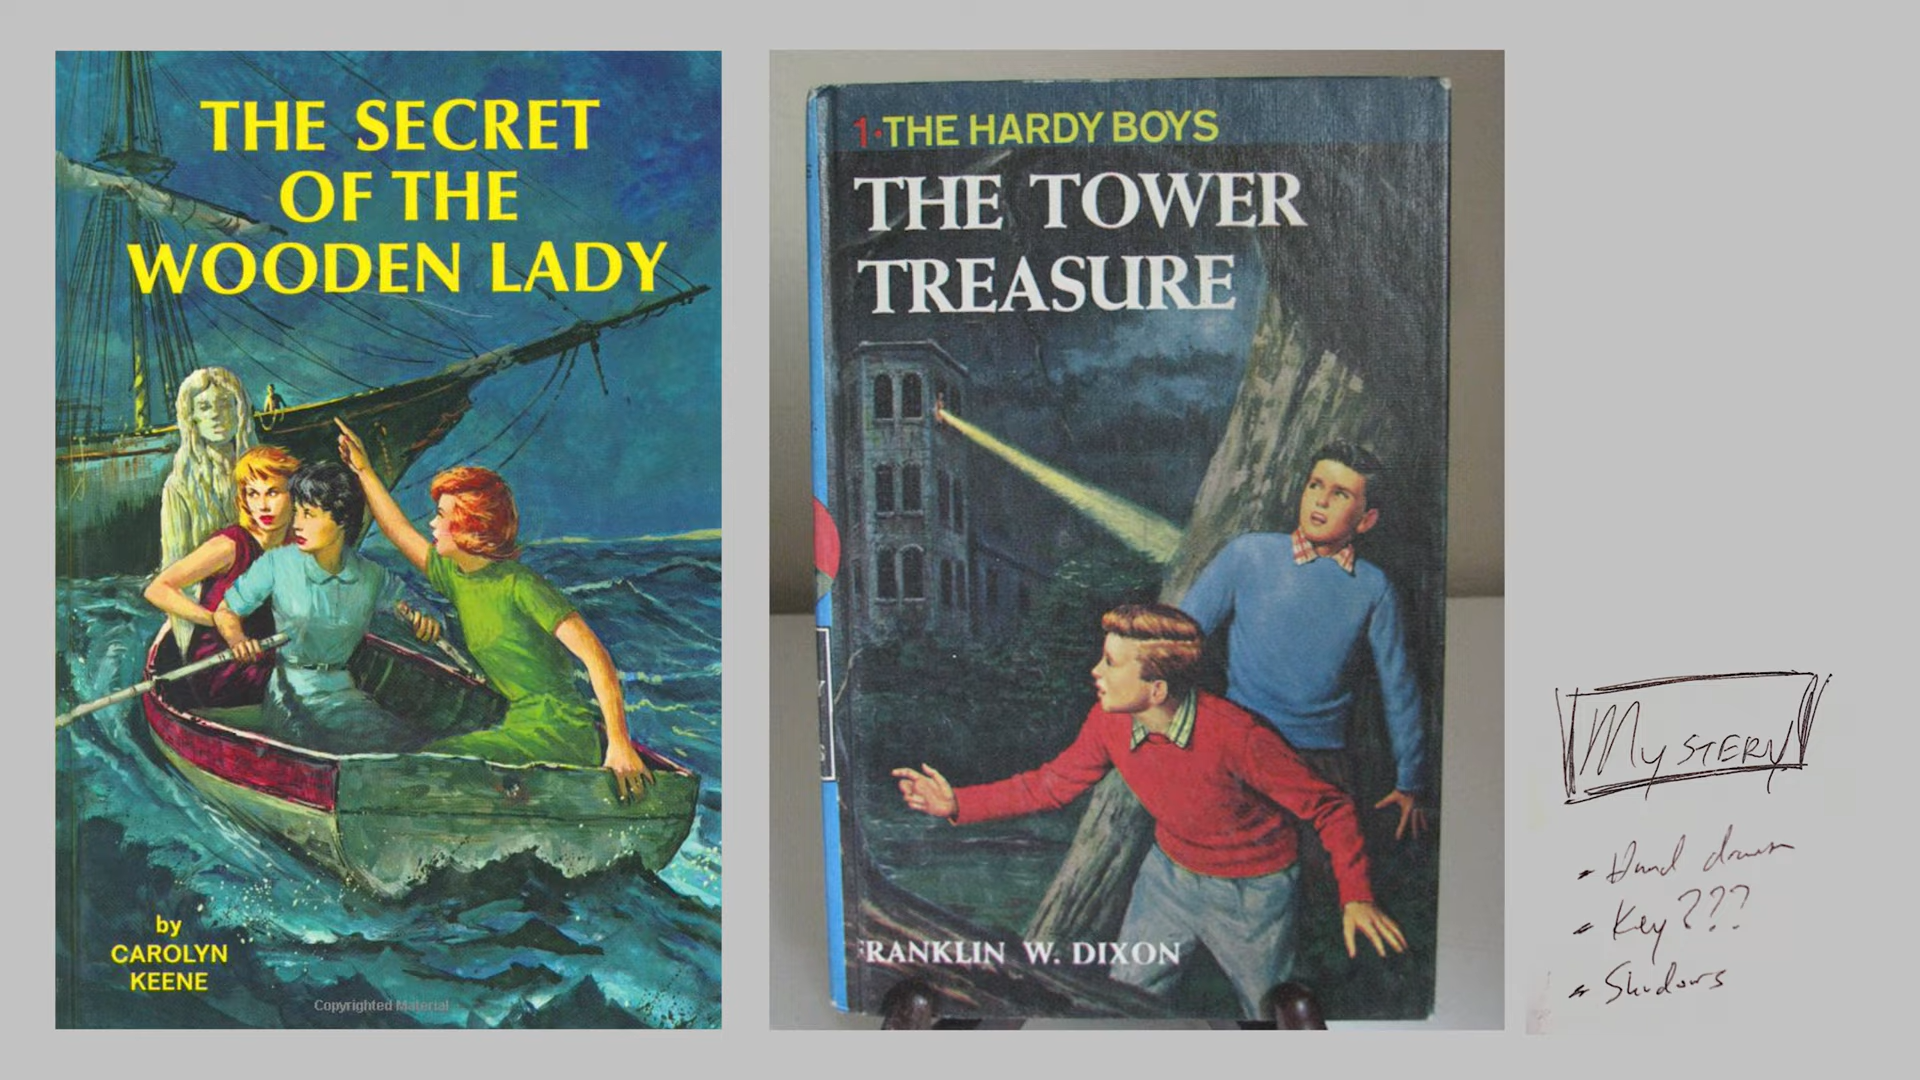 THE SECRET
OF THE
WOODEN LADY
by
CAROLYN
KEENE
Copyrighted Material
1•THE HARDY BOYS
THE TOWER
TREASURE
FRANKLIN W. DIXON
MYSTERY
- Hand drawn
- Key???
- Shadows